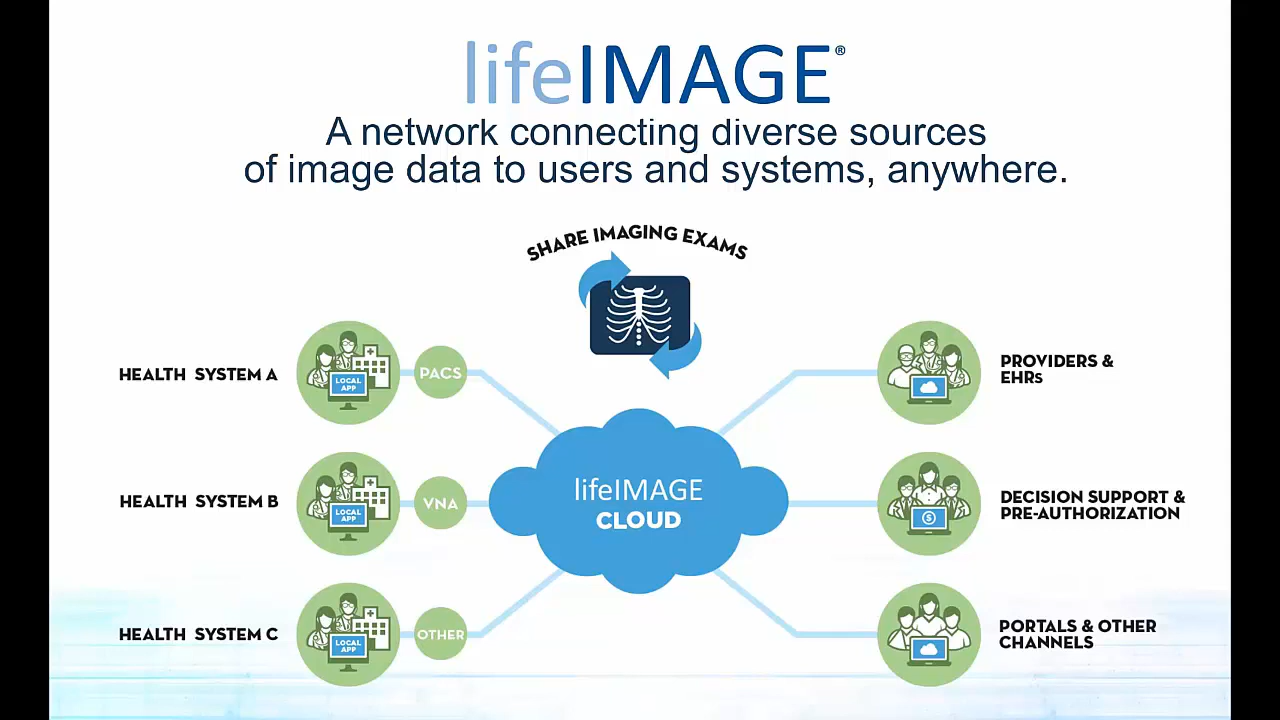 lifeIMAGE®
A network connecting diverse sources
of image data to users and systems, anywhere.
SHARE IMAGING EXAMS
HEALTH SYSTEM A
LOCAL
APP
PACS
PROVIDERS &
EHRs
HEALTH SYSTEM B
LOCAL
APP
VNA
lifeIMAGE
CLOUD
$
DECISION SUPPORT &
PRE-AUTHORIZATION
HEALTH SYSTEM C
LOCAL
APP
OTHER
PORTALS & OTHER
CHANNELS